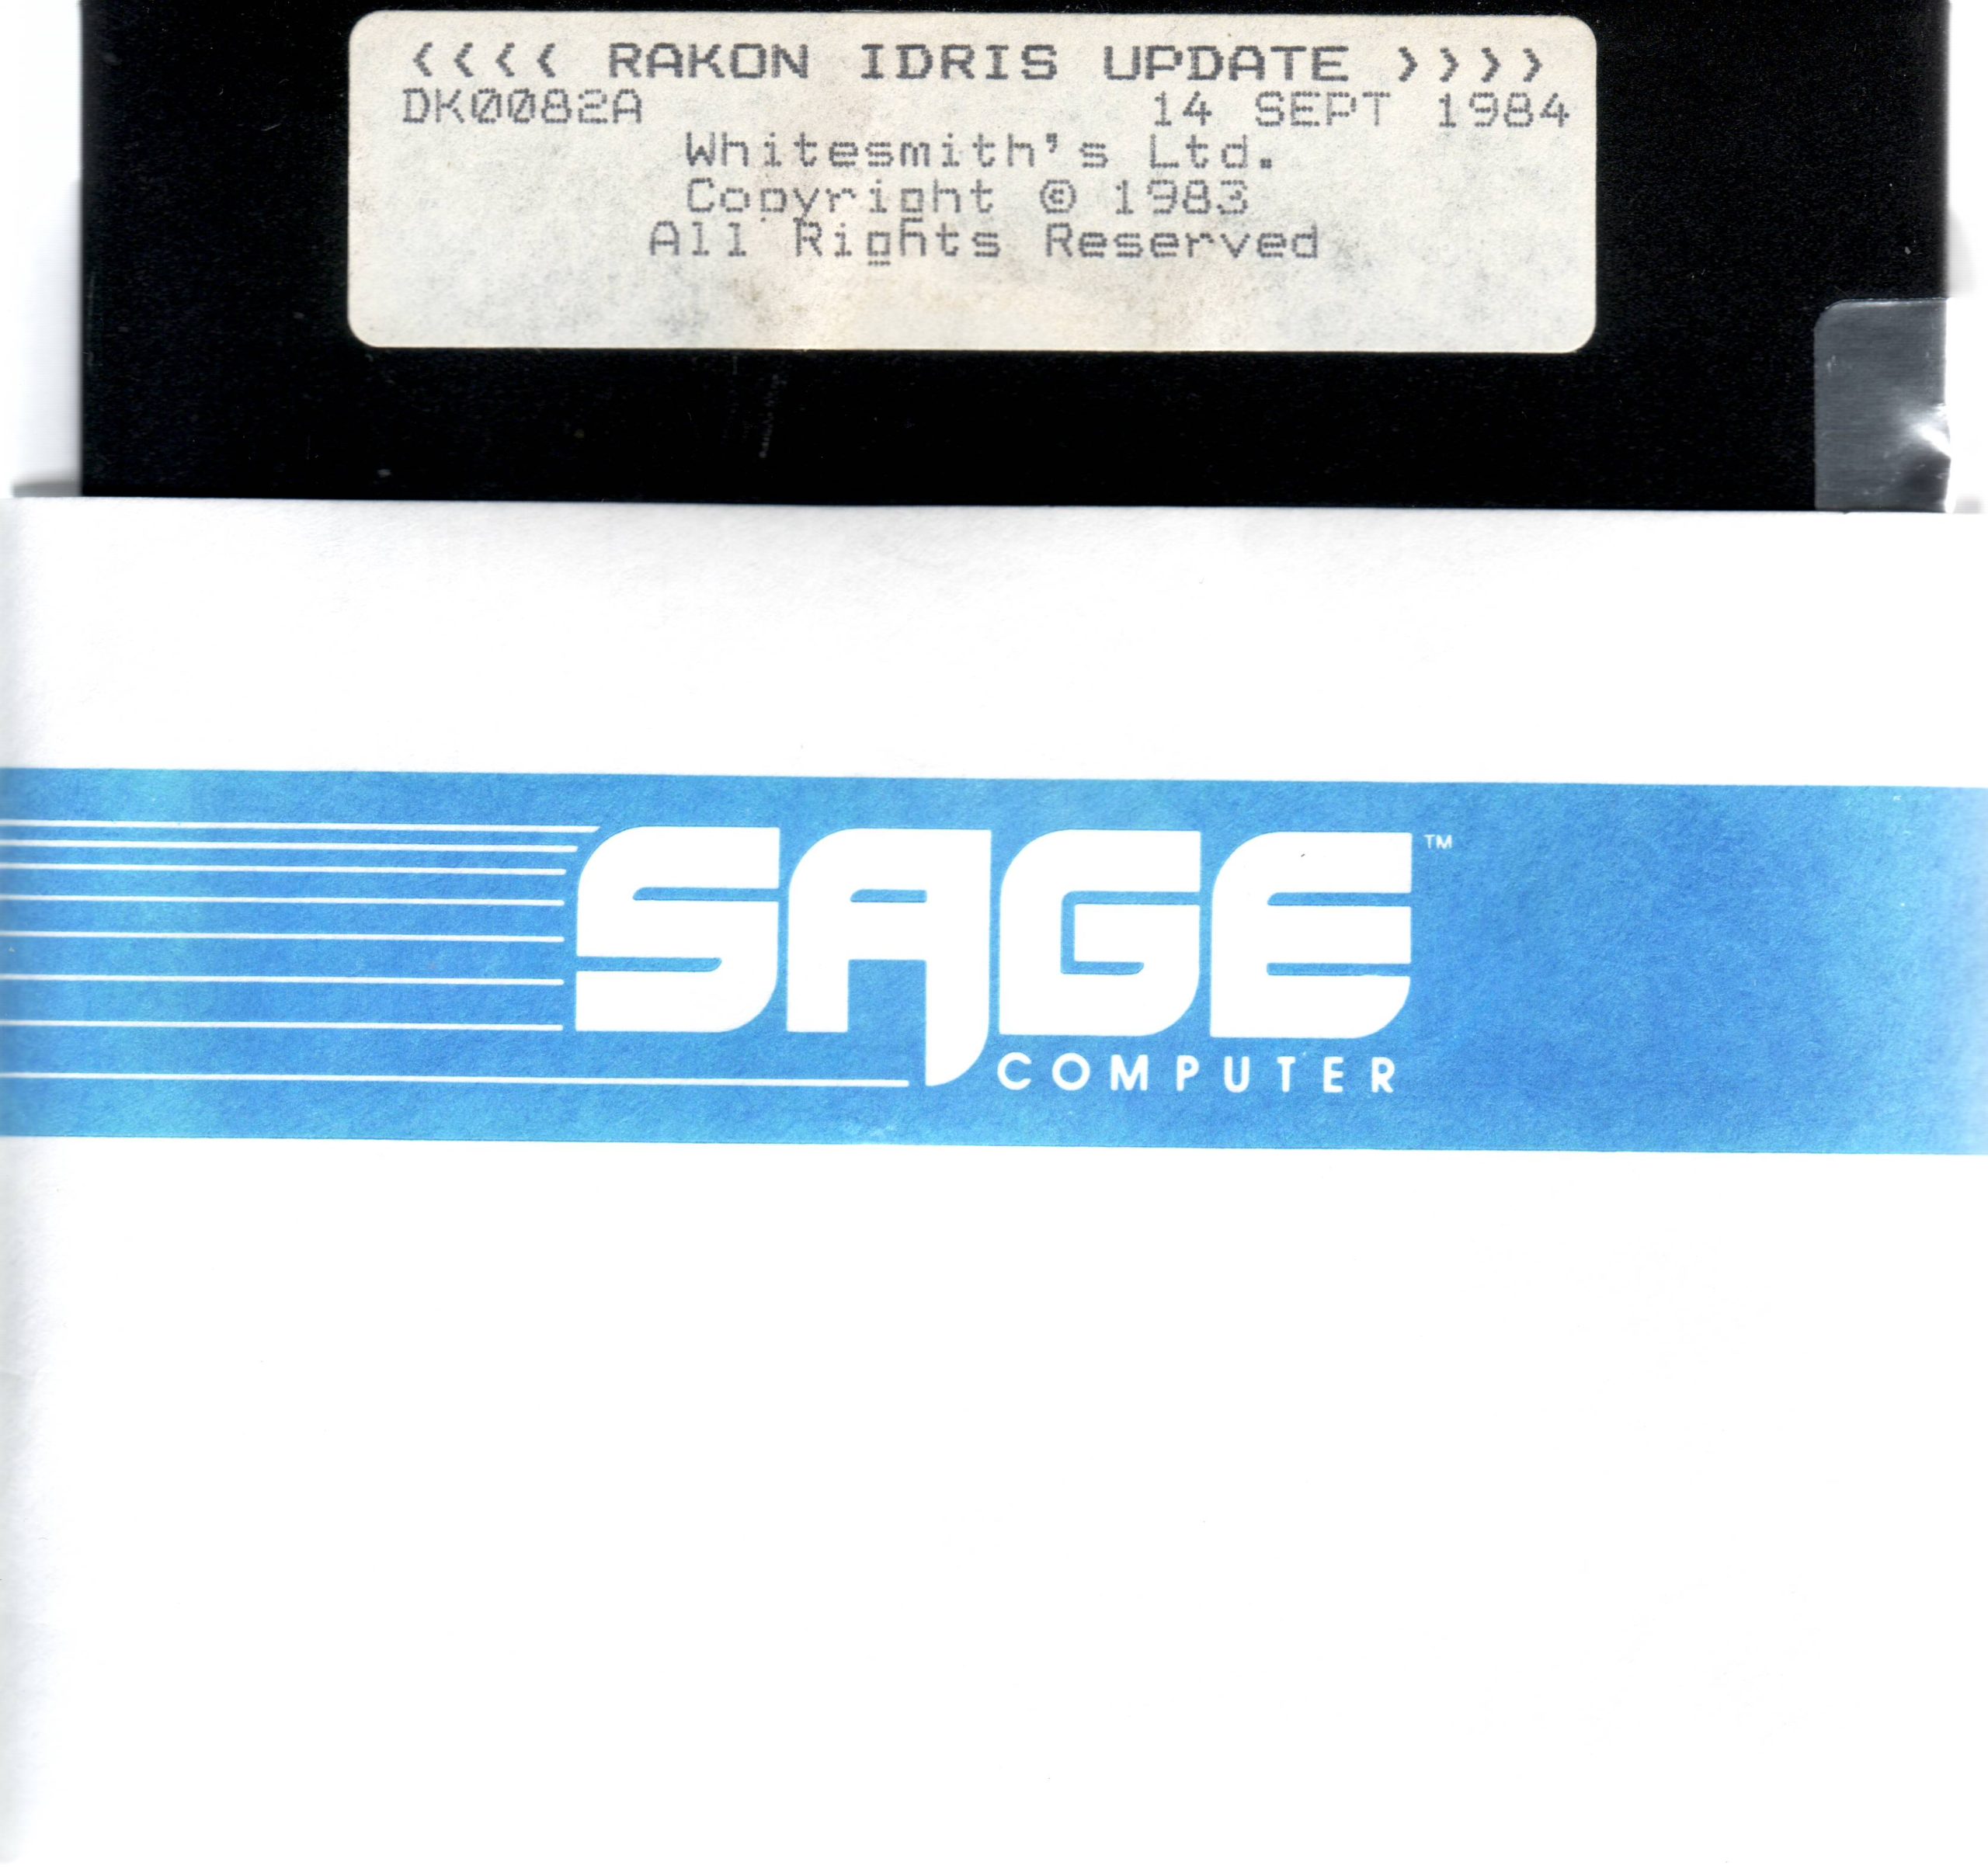 <<<< RAKON IDRIS UPDATE >>>>
DK0082A 14 SEPT 1984
Whitesmith's Ltd.
Copyright © 1983
All Rights Reserved
SAGE™
COMPUTER